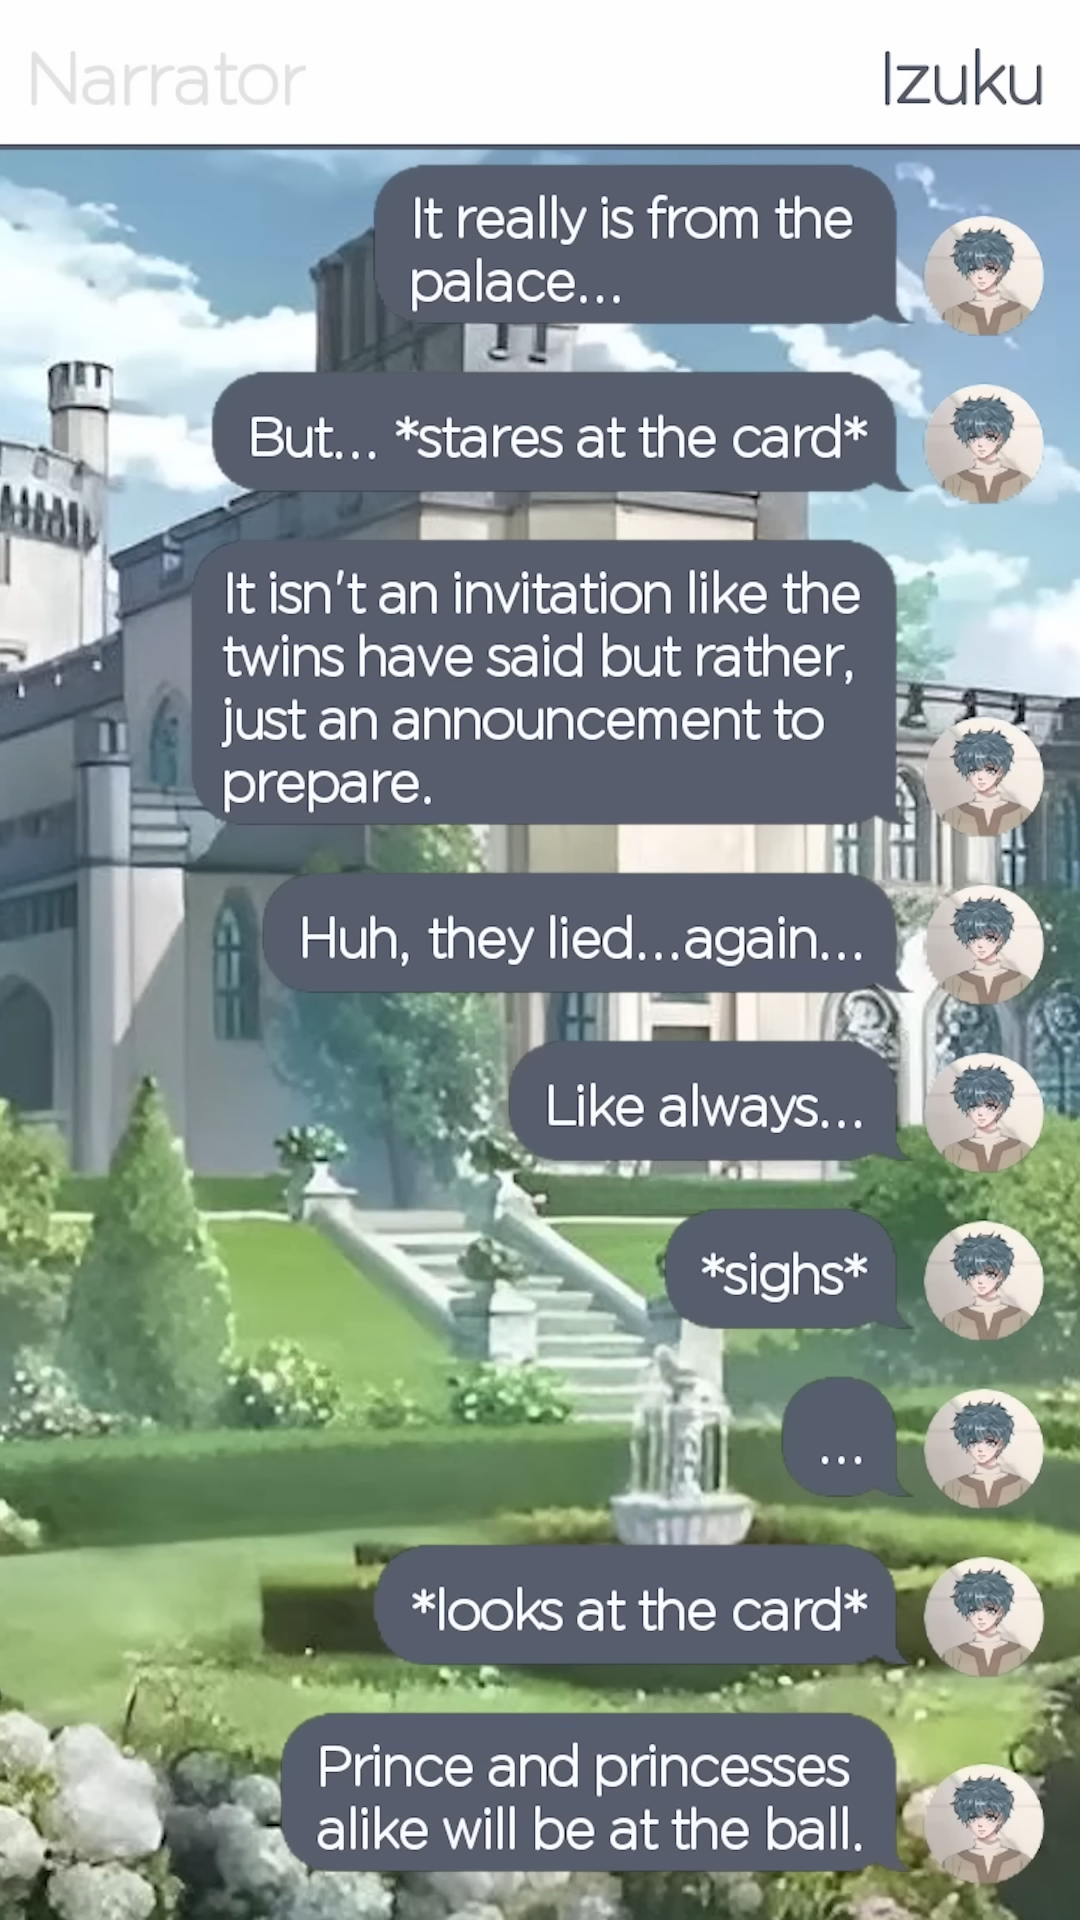 Narrator
Izuku
It really is from the
palace...
But... *stares at the card*
It isn't an invitation like the
twins have said but rather,
just an announcement to
prepare.
Huh, they lied...again...
Like always...
*sighs*
...
*looks at the card*
Prince and princesses
alike will be at the ball.